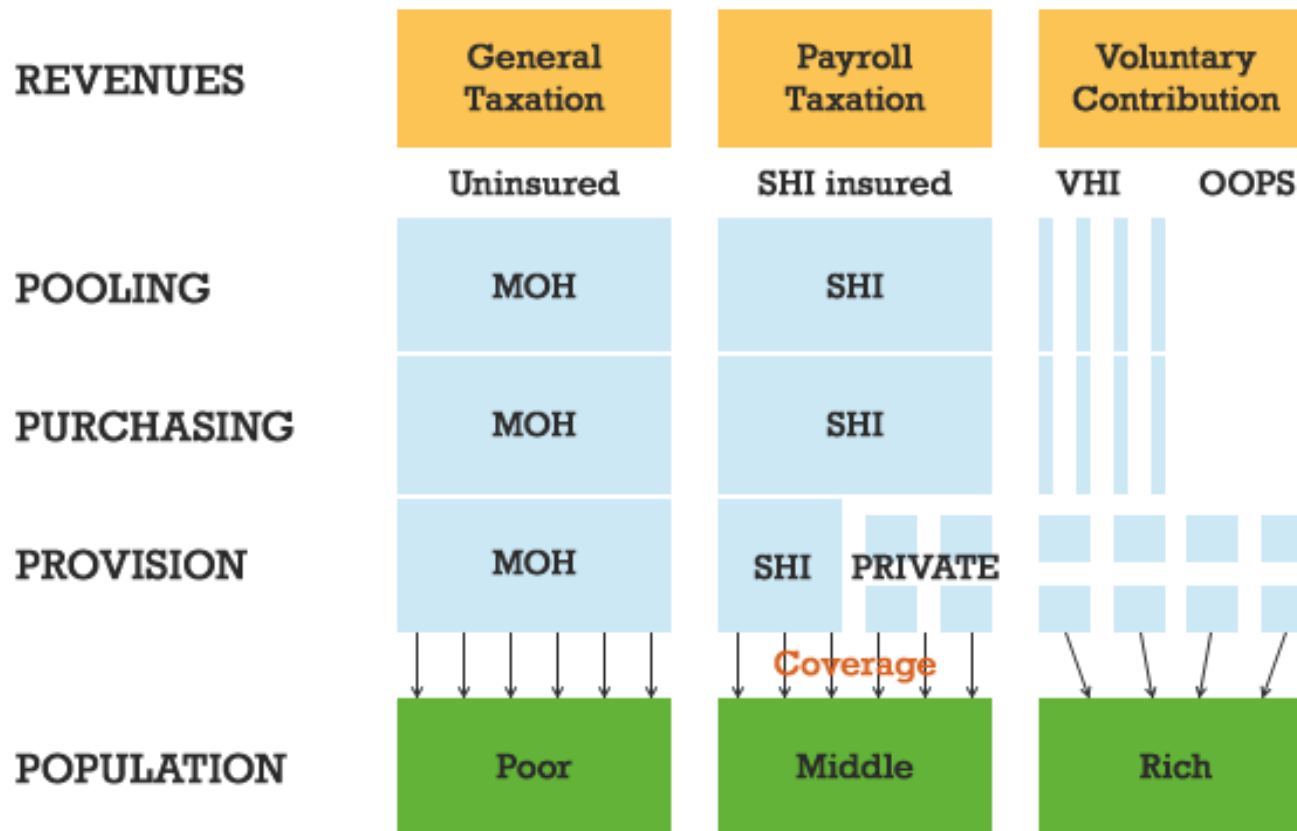 REVENUES
General
Taxation
Payroll
Taxation
Voluntary
Contribution
Uninsured
SHI insured
VHI
OOPS
POOLING
MOH
SHI
PURCHASING
MOH
SHI
PROVISION
MOH
SHI
PRIVATE
Coverage
POPULATION
Poor
Middle
Rich